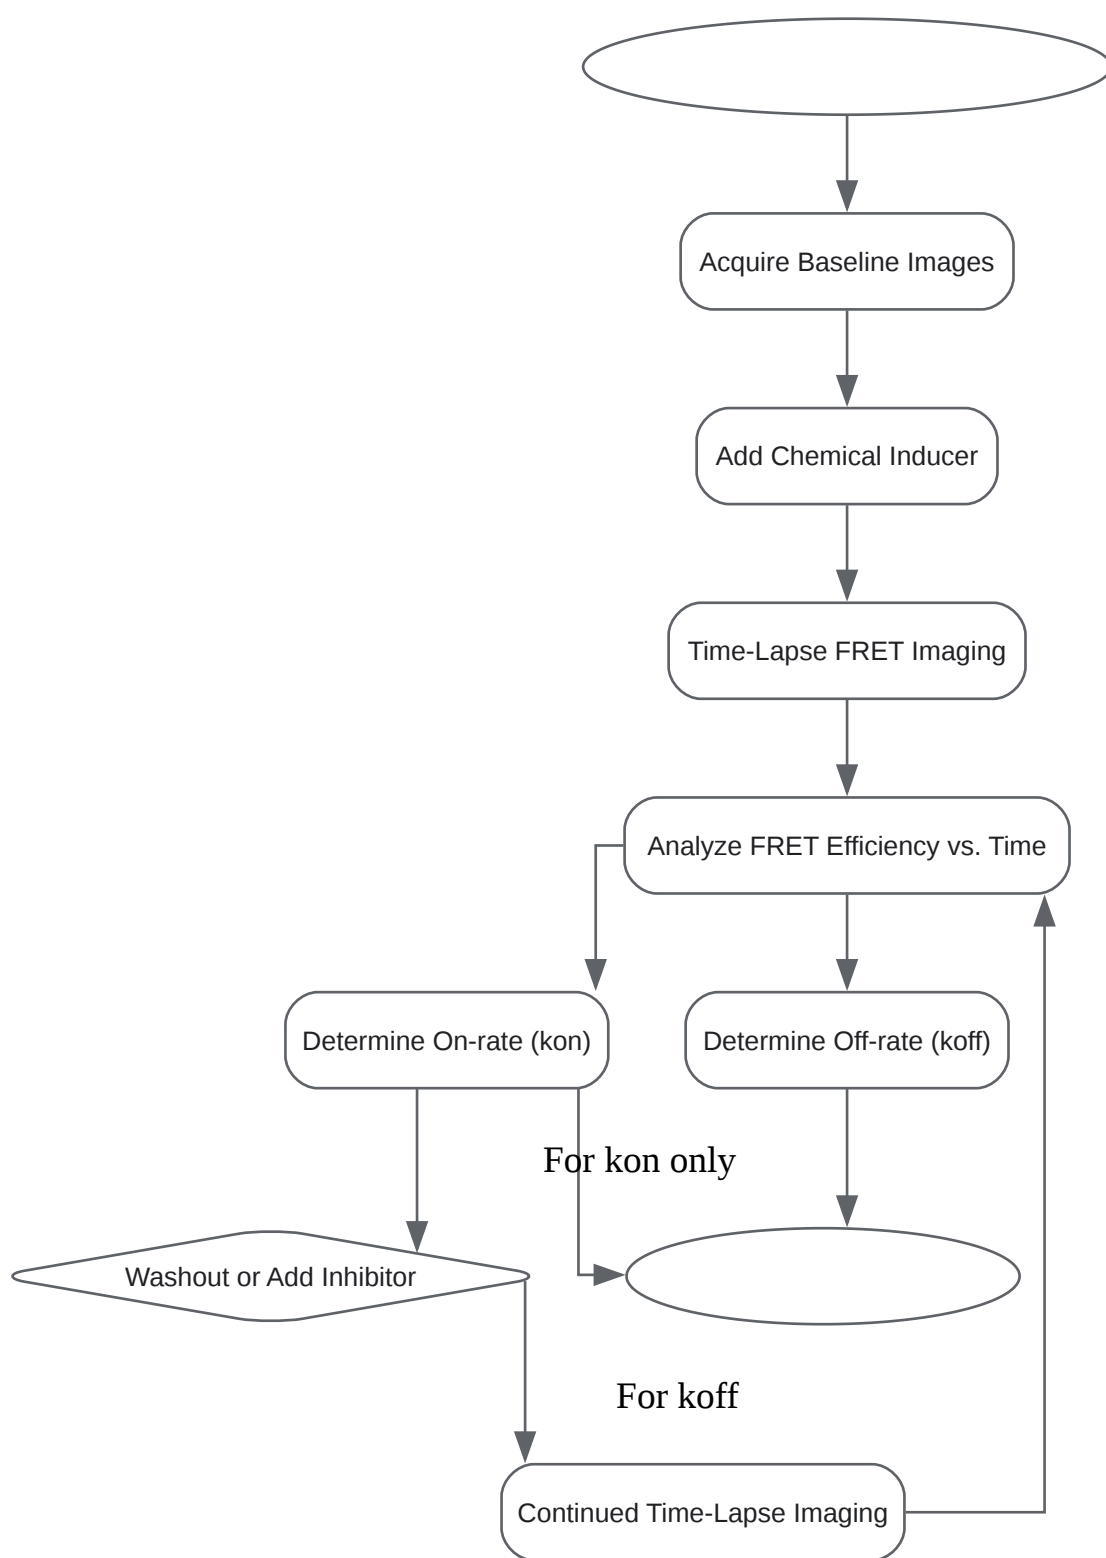 Acquire Baseline Images
Add Chemical Inducer
Time-Lapse FRET Imaging
Analyze FRET Efficiency vs. Time
Determine On-rate (kon)
Determine Off-rate (koff)
For kon only
Washout or Add Inhibitor
For koff
Continued Time-Lapse Imaging